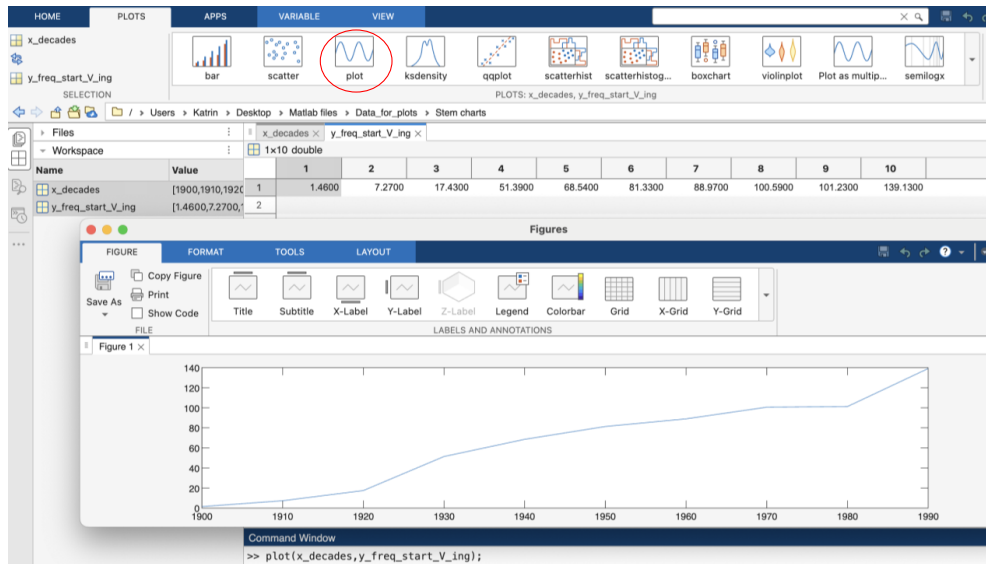 HOME PLOTS APPS VARIABLE VIEW
x_decades
y_freq_start_V_ing
bar scatter plot ksdensity qqplot scatterhist scatterhistog... boxchart violinplot Plot as multip... semilogx
SELECTION PLOTS: x_decades, y_freq_start_V_ing
/ › Users › Katrin › Desktop › Matlab files › Data_for_plots › Stem charts
Files
Workspace
Name Value
x_decades [1900,1910,1920
y_freq_start_V_ing [1.4600,7.2700,1
x_decades × y_freq_start_V_ing ×
1×10 double
1 2 3 4 5 6 7 8 9 10
1 1.4600 7.2700 17.4300 51.3900 68.5400 81.3300 88.9700 100.5900 101.2300 139.1300
2
Figures
FIGURE FORMAT TOOLS LAYOUT
Save As
Copy Figure
Print
Show Code
FILE
Title Subtitle X-Label Y-Label Z-Label Legend Colorbar Grid X-Grid Y-Grid
LABELS AND ANNOTATIONS
Figure 1 ×
140
120
100
80
60
40
20
0
1900 1910 1920 1930 1940 1950 1960 1970 1980 1990
Command Window
>> plot(x_decades,y_freq_start_V_ing);